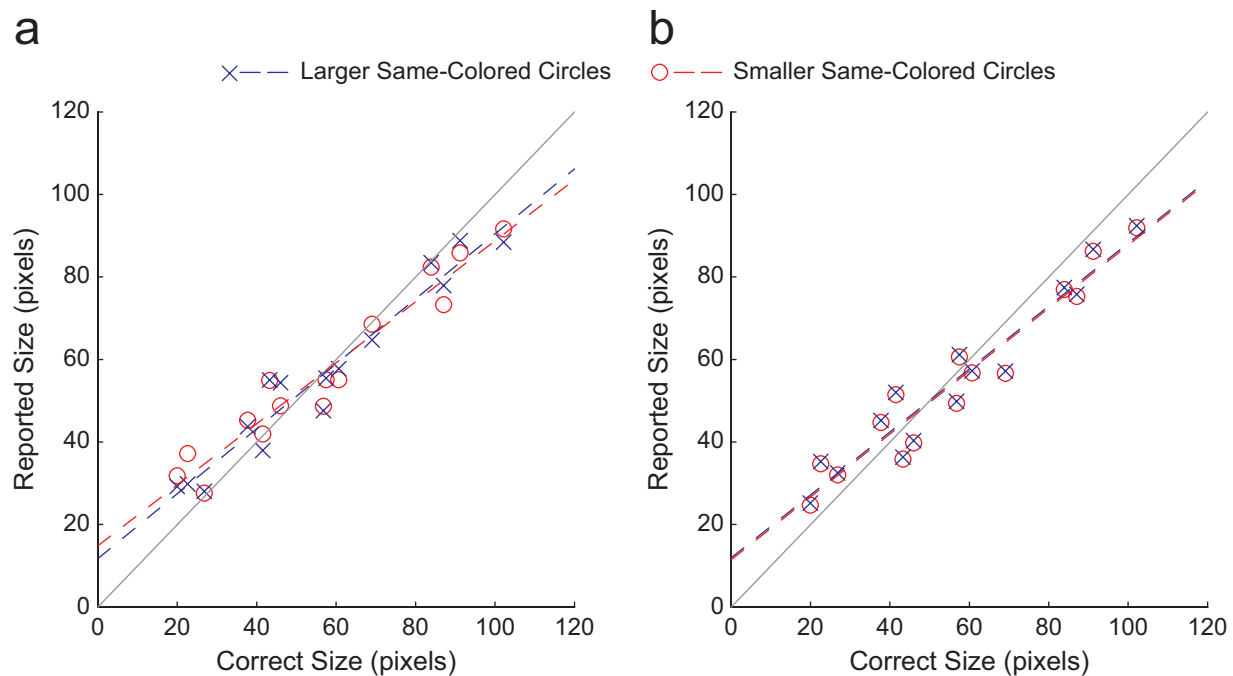 a
b
Larger Same-Colored Circles
Smaller Same-Colored Circles
120
100
80
60
40
20
0
Reported Size (pixels)
0 20 40 60 80 100 120
Correct Size (pixels)
120
100
80
60
40
20
0
Reported Size (pixels)
0 20 40 60 80 100 120
Correct Size (pixels)